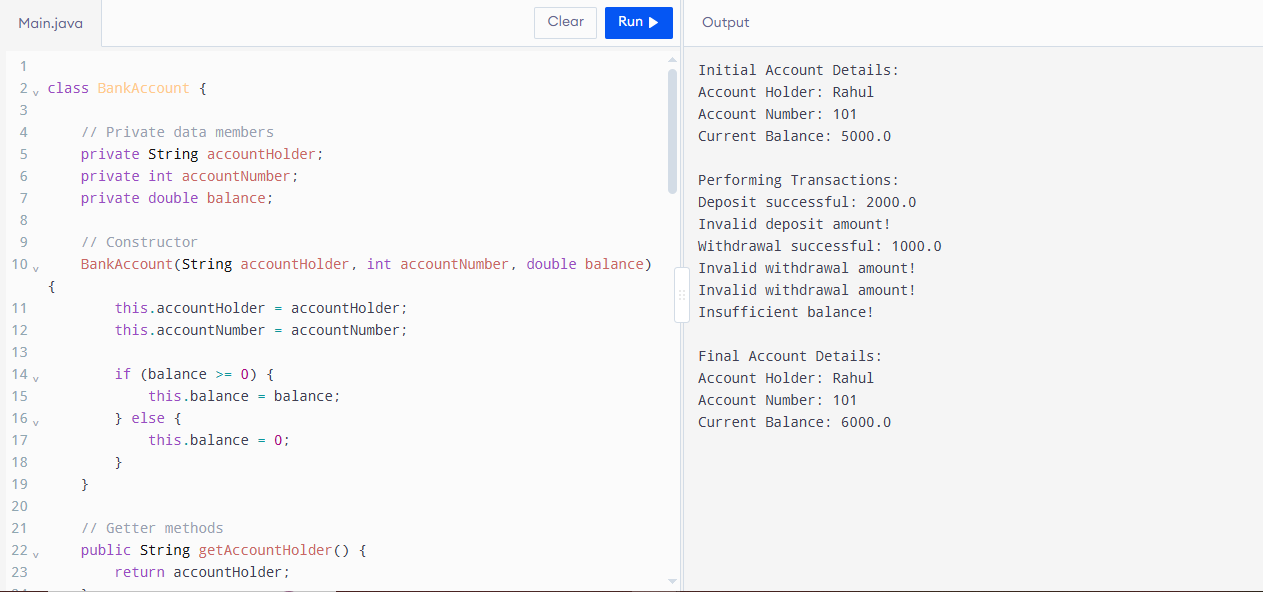 Main.java
Clear
Run
Output
1
2 class BankAccount {
3
4     // Private data members
5     private String accountHolder;
6     private int accountNumber;
7     private double balance;
8
9     // Constructor
10     BankAccount(String accountHolder, int accountNumber, double balance)
{
11         this.accountHolder = accountHolder;
12         this.accountNumber = accountNumber;
13
14         if (balance >= 0) {
15             this.balance = balance;
16         } else {
17             this.balance = 0;
18         }
19     }
20
21     // Getter methods
22     public String getAccountHolder() {
23         return accountHolder;
Initial Account Details:
Account Holder: Rahul
Account Number: 101
Current Balance: 5000.0
Performing Transactions:
Deposit successful: 2000.0
Invalid deposit amount!
Withdrawal successful: 1000.0
Invalid withdrawal amount!
Invalid withdrawal amount!
Insufficient balance!
Final Account Details:
Account Holder: Rahul
Account Number: 101
Current Balance: 6000.0